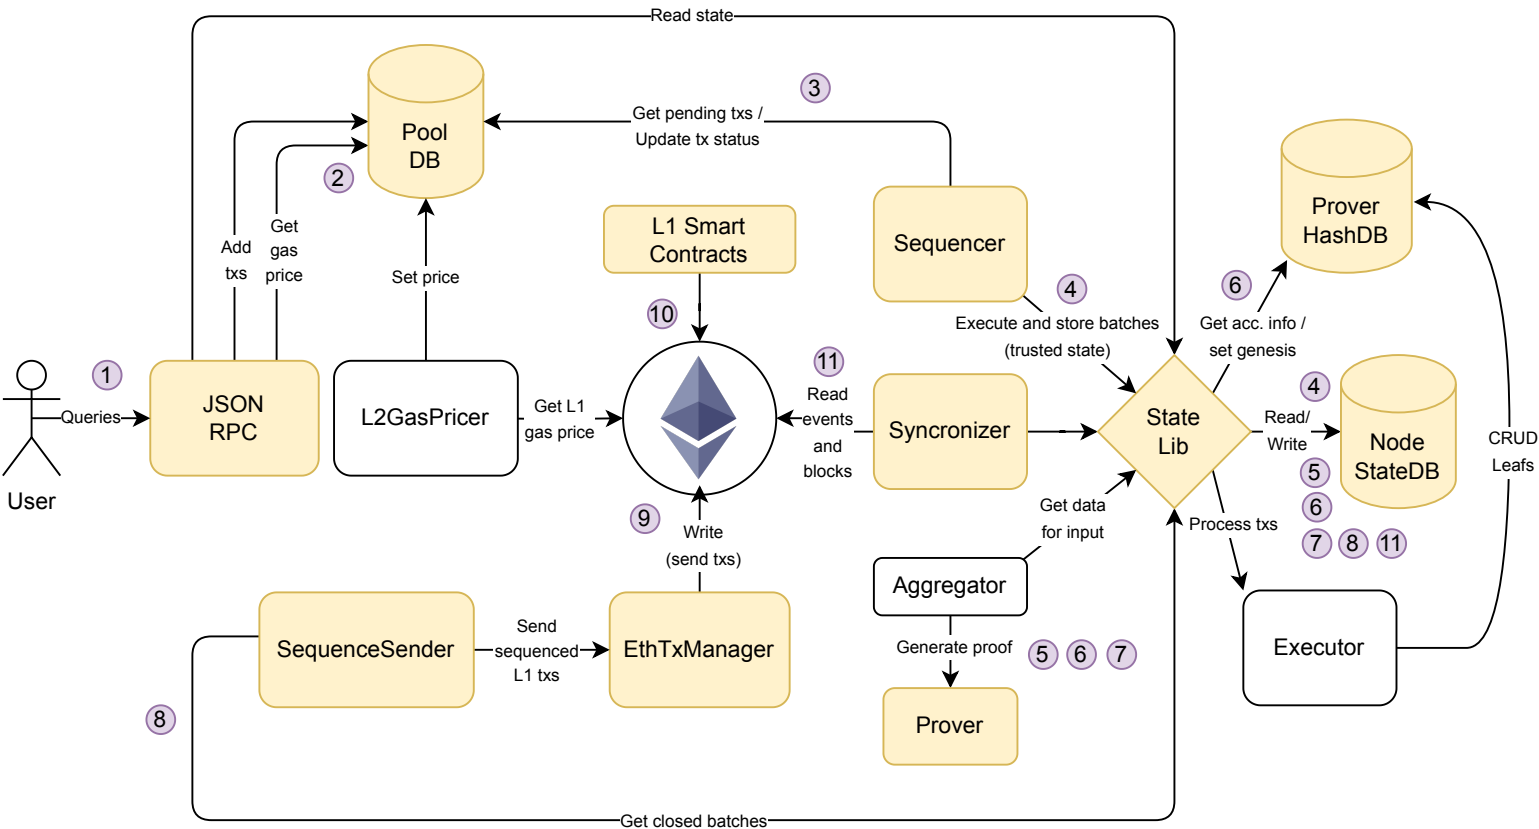 Read state
3
Get pending txs /
Update tx status
Pool
DB
2
Add
txs
Get
gas
price
Set price
L1 Smart
Contracts
Sequencer
Prover
HashDB
10
4
Execute and store batches
(trusted state)
6
Get acc. info /
set genesis
1
Queries
User
JSON
RPC
L2GasPricer
Get L1
gas price
11
Read
events
and
blocks
Syncronizer
State
Lib
4
Read/
Write
5
6
7
8
11
Node
StateDB
CRUD
Leafs
9
Write
(send txs)
Get data
for input
Process txs
Aggregator
Generate proof
5
6
7
Prover
Executor
SequenceSender
Send
sequenced
L1 txs
EthTxManager
8
Get closed batches